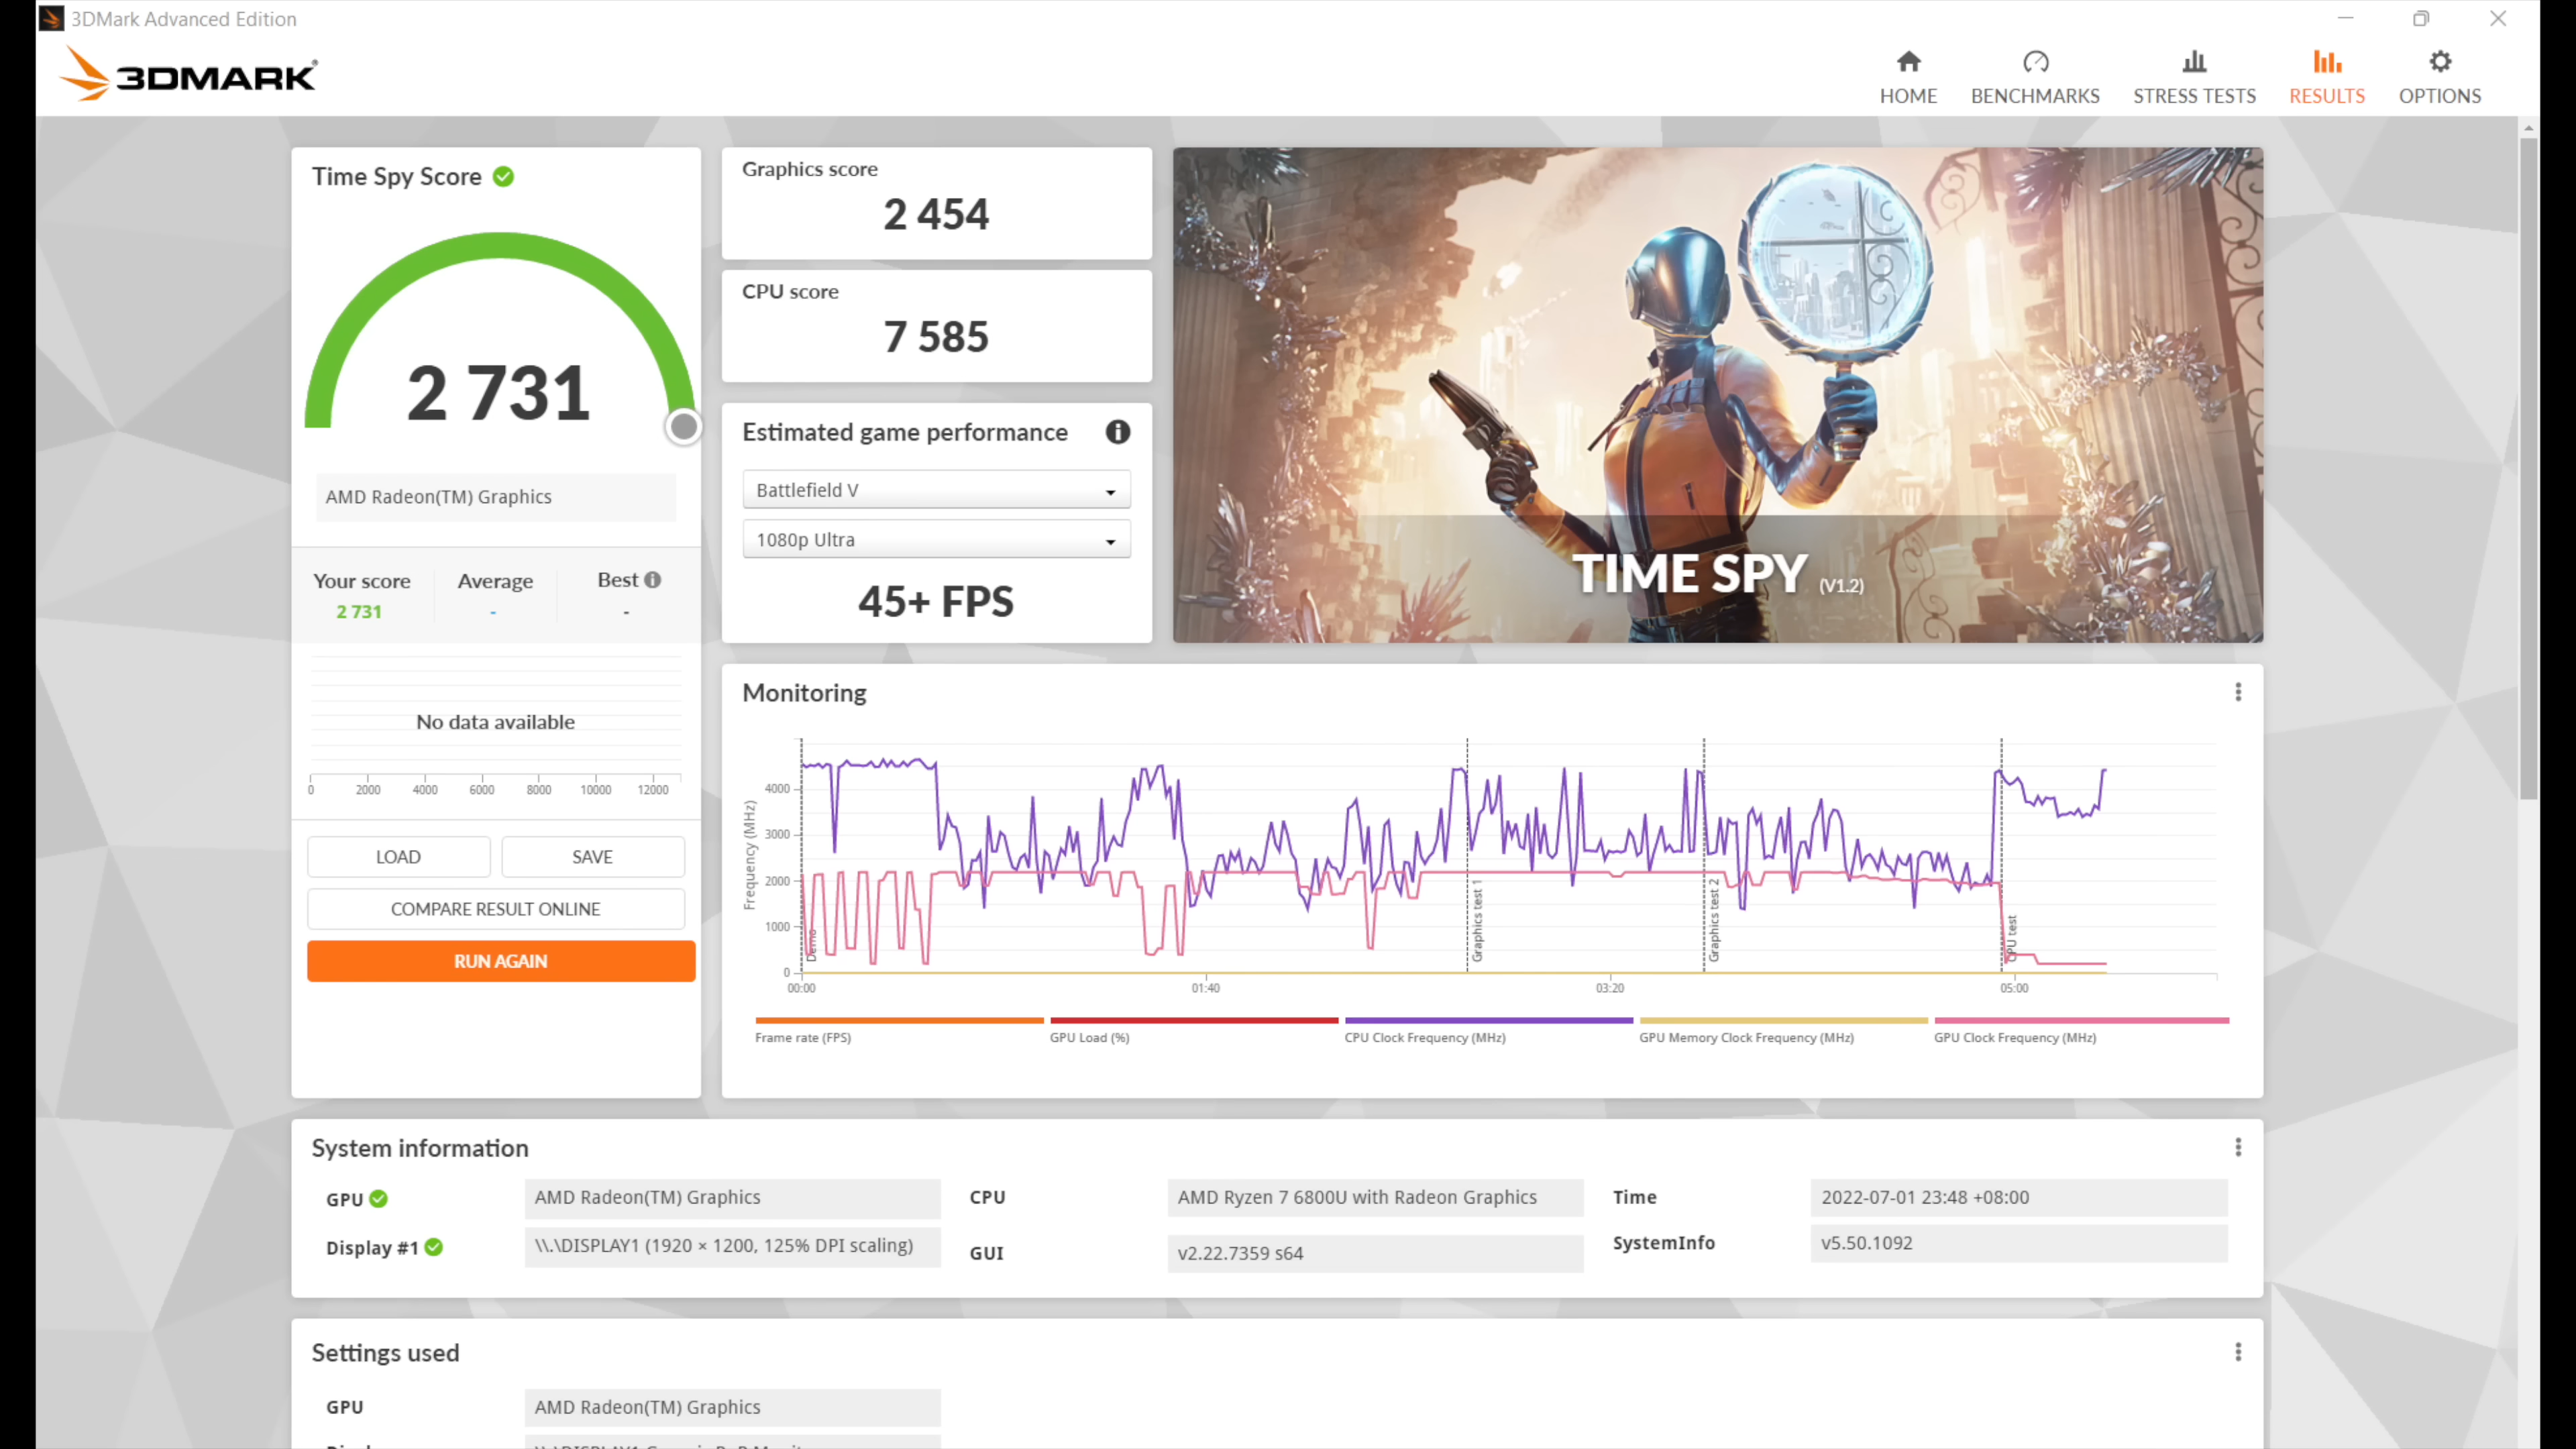 3DMark Advanced Edition
3DMARK®
HOME
BENCHMARKS
STRESS TESTS
RESULTS
OPTIONS
Time Spy Score
2 731
AMD Radeon(TM) Graphics
Your score
2 731
Average
-
Best
-
No data available
0 2000 4000 6000 8000 10000 12000
LOAD
SAVE
COMPARE RESULT ONLINE
RUN AGAIN
Graphics score
2 454
CPU score
7 585
Estimated game performance
Battlefield V
1080p Ultra
45+ FPS
TIME SPY (V1.2)
Monitoring
Frequency (MHz)
4000
3000
2000
1000
0
Demo
Graphics test 1
Graphics test 2
CPU test
00:00 01:40 03:20 05:00
Frame rate (FPS)
GPU Load (%)
CPU Clock Frequency (MHz)
GPU Memory Clock Frequency (MHz)
GPU Clock Frequency (MHz)
System information
GPU
AMD Radeon(TM) Graphics
Display #1
\\.\DISPLAY1 (1920 × 1200, 125% DPI scaling)
CPU
AMD Ryzen 7 6800U with Radeon Graphics
GUI
v2.22.7359 s64
Time
2022-07-01 23:48 +08:00
SystemInfo
v5.50.1092
Settings used
GPU
AMD Radeon(TM) Graphics